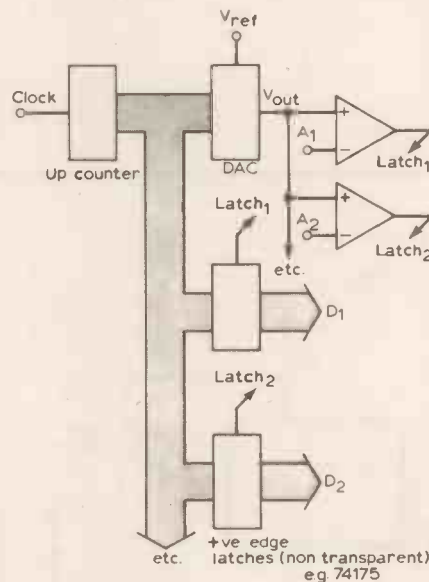 Vref
Clock
Up counter
DAC
Vout
+
A1
−
Latch1
+
A2
−
Latch2
etc.
Latch1
D1
Latch2
D2
etc.
+ve edge
latches (non transparent)
e.g. 74175